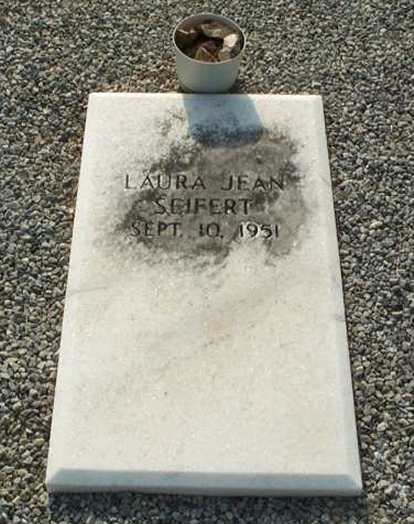 LAURA JEAN
SEIFERT
SEPT. 10, 1951